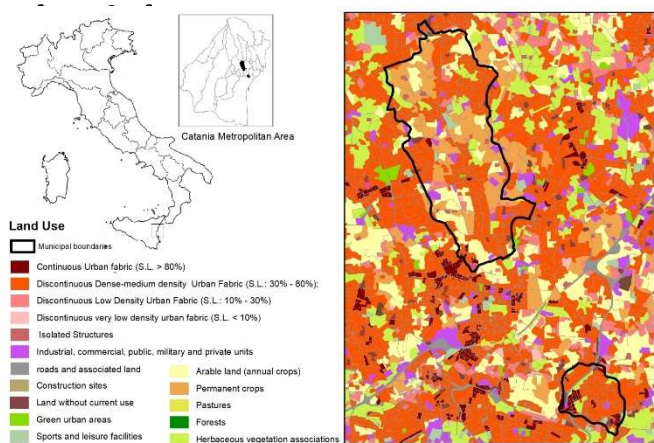 Catania Metropolitan Area
Land Use
Municipal boundaries
Continuous Urban fabric (S.L. > 80%)
Discontinuous Dense-medium density Urban Fabric (S.L.: 30% - 80%);
Discontinuous Low Density Urban Fabric (S.L.: 10% - 30%)
Discontinuous very low density urban fabric (S.L. < 10%)
Isolated Structures
Industrial, commercial, public, military and private units
roads and associated land
Construction sites
Land without current use
Green urban areas
Sports and leisure facilities
Arable land (annual crops)
Permanent crops
Pastures
Forests
Herbaceous vegetation associations